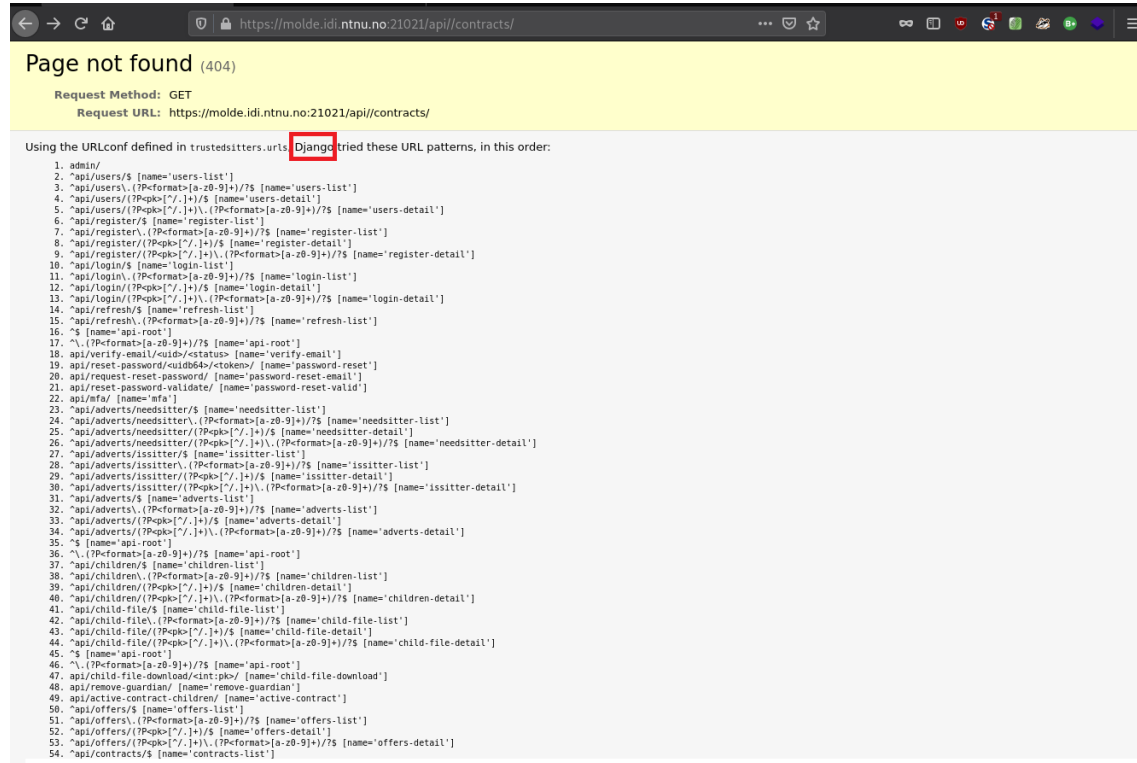 https://molde.idi.ntnu.no:21021/api//contracts/
Page not found (404)
Request Method: GET
Request URL: https://molde.idi.ntnu.no:21021/api//contracts/
Using the URLconf defined in trustedsitters.urls, Django tried these URL patterns, in this order:
1. admin/
2. ^api/users/$ [name='users-list']
3. ^api/users\.(?P<format>[a-z0-9]+)/?$ [name='users-list']
4. ^api/users/(?P<pk>[^/.]+)/$ [name='users-detail']
5. ^api/users/(?P<pk>[^/.]+)\.(?P<format>[a-z0-9]+)/?$ [name='users-detail']
6. ^api/register/$ [name='register-list']
7. ^api/register\.(?P<format>[a-z0-9]+)/?$ [name='register-list']
8. ^api/register/(?P<pk>[^/.]+)/$ [name='register-detail']
9. ^api/register/(?P<pk>[^/.]+)\.(?P<format>[a-z0-9]+)/?$ [name='register-detail']
10. ^api/login/$ [name='login-list']
11. ^api/login\.(?P<format>[a-z0-9]+)/?$ [name='login-list']
12. ^api/login/(?P<pk>[^/.]+)/$ [name='login-detail']
13. ^api/login/(?P<pk>[^/.]+)\.(?P<format>[a-z0-9]+)/?$ [name='login-detail']
14. ^api/refresh/$ [name='refresh-list']
15. ^api/refresh\.(?P<format>[a-z0-9]+)/?$ [name='refresh-list']
16. ^$ [name='api-root']
17. ^\.(?P<format>[a-z0-9]+)/?$ [name='api-root']
18. api/verify-email/<uid>/<status> [name='verify-email']
19. api/reset-password/<uidb64>/<token>/ [name='password-reset']
20. api/request-reset-password/ [name='password-reset-email']
21. api/reset-password-validate/ [name='password-reset-valid']
22. api/mfa/ [name='mfa']
23. ^api/adverts/needsitter/$ [name='needsitter-list']
24. ^api/adverts/needsitter\.(?P<format>[a-z0-9]+)/?$ [name='needsitter-list']
25. ^api/adverts/needsitter/(?P<pk>[^/.]+)/$ [name='needsitter-detail']
26. ^api/adverts/needsitter/(?P<pk>[^/.]+)\.(?P<format>[a-z0-9]+)/?$ [name='needsitter-detail']
27. ^api/adverts/issitter/$ [name='issitter-list']
28. ^api/adverts/issitter\.(?P<format>[a-z0-9]+)/?$ [name='issitter-list']
29. ^api/adverts/issitter/(?P<pk>[^/.]+)/$ [name='issitter-detail']
30. ^api/adverts/issitter/(?P<pk>[^/.]+)\.(?P<format>[a-z0-9]+)/?$ [name='issitter-detail']
31. ^api/adverts/$ [name='adverts-list']
32. ^api/adverts\.(?P<format>[a-z0-9]+)/?$ [name='adverts-list']
33. ^api/adverts/(?P<pk>[^/.]+)/$ [name='adverts-detail']
34. ^api/adverts/(?P<pk>[^/.]+)\.(?P<format>[a-z0-9]+)/?$ [name='adverts-detail']
35. ^$ [name='api-root']
36. ^\.(?P<format>[a-z0-9]+)/?$ [name='api-root']
37. ^api/children/$ [name='children-list']
38. ^api/children\.(?P<format>[a-z0-9]+)/?$ [name='children-list']
39. ^api/children/(?P<pk>[^/.]+)/$ [name='children-detail']
40. ^api/children/(?P<pk>[^/.]+)\.(?P<format>[a-z0-9]+)/?$ [name='children-detail']
41. ^api/child-file/$ [name='child-file-list']
42. ^api/child-file\.(?P<format>[a-z0-9]+)/?$ [name='child-file-list']
43. ^api/child-file/(?P<pk>[^/.]+)/$ [name='child-file-detail']
44. ^api/child-file/(?P<pk>[^/.]+)\.(?P<format>[a-z0-9]+)/?$ [name='child-file-detail']
45. ^$ [name='api-root']
46. ^\.(?P<format>[a-z0-9]+)/?$ [name='api-root']
47. api/child-file-download/<int:pk>/ [name='child-file-download']
48. api/remove-guardian/ [name='remove-guardian']
49. api/active-contract-children/ [name='active-contract']
50. ^api/offers/$ [name='offers-list']
51. ^api/offers\.(?P<format>[a-z0-9]+)/?$ [name='offers-list']
52. ^api/offers/(?P<pk>[^/.]+)/$ [name='offers-detail']
53. ^api/offers/(?P<pk>[^/.]+)\.(?P<format>[a-z0-9]+)/?$ [name='offers-detail']
54. ^api/contracts/$ [name='contracts-list']